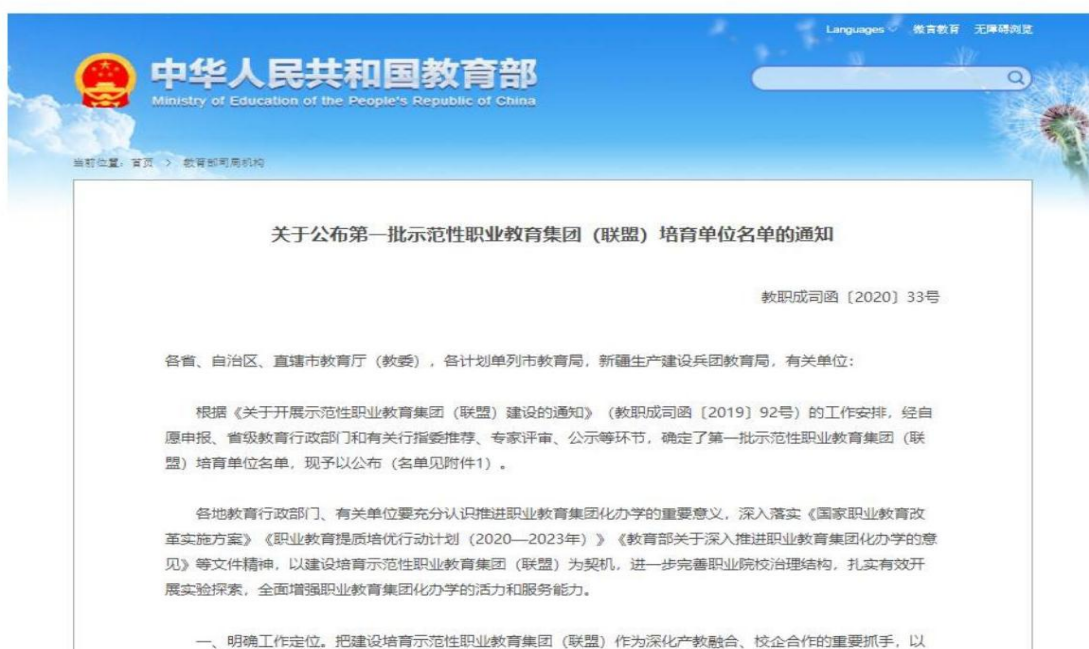 Languages 微言教育 无障碍浏览
中华人民共和国教育部
Ministry of Education of the People's Republic of China
当前位置：首页 > 教育部司局机构
关于公布第一批示范性职业教育集团（联盟）培育单位名单的通知
教职成司函〔2020〕33号
各省、自治区、直辖市教育厅（教委），各计划单列市教育局，新疆生产建设兵团教育局，有关单位：
根据《关于开展示范性职业教育集团（联盟）建设的通知》（教职成司函〔2019〕92号）的工作安排，经自
愿申报、省级教育行政部门和有关行指委推荐、专家评审、公示等环节，确定了第一批示范性职业教育集团（联
盟）培育单位名单，现予以公布（名单见附件1）。
各地教育行政部门、有关单位要充分认识推进职业教育集团化办学的重要意义，深入落实《国家职业教育改
革实施方案》《职业教育提质培优行动计划（2020—2023年）》《教育部关于深入推进职业教育集团化办学的意
见》等文件精神，以建设培育示范性职业教育集团（联盟）为契机，进一步完善职业院校治理结构，扎实有效开
展实验探索，全面增强职业教育集团化办学的活力和服务能力。
一、明确工作定位。把建设培育示范性职业教育集团（联盟）作为深化产教融合、校企合作的重要抓手，以